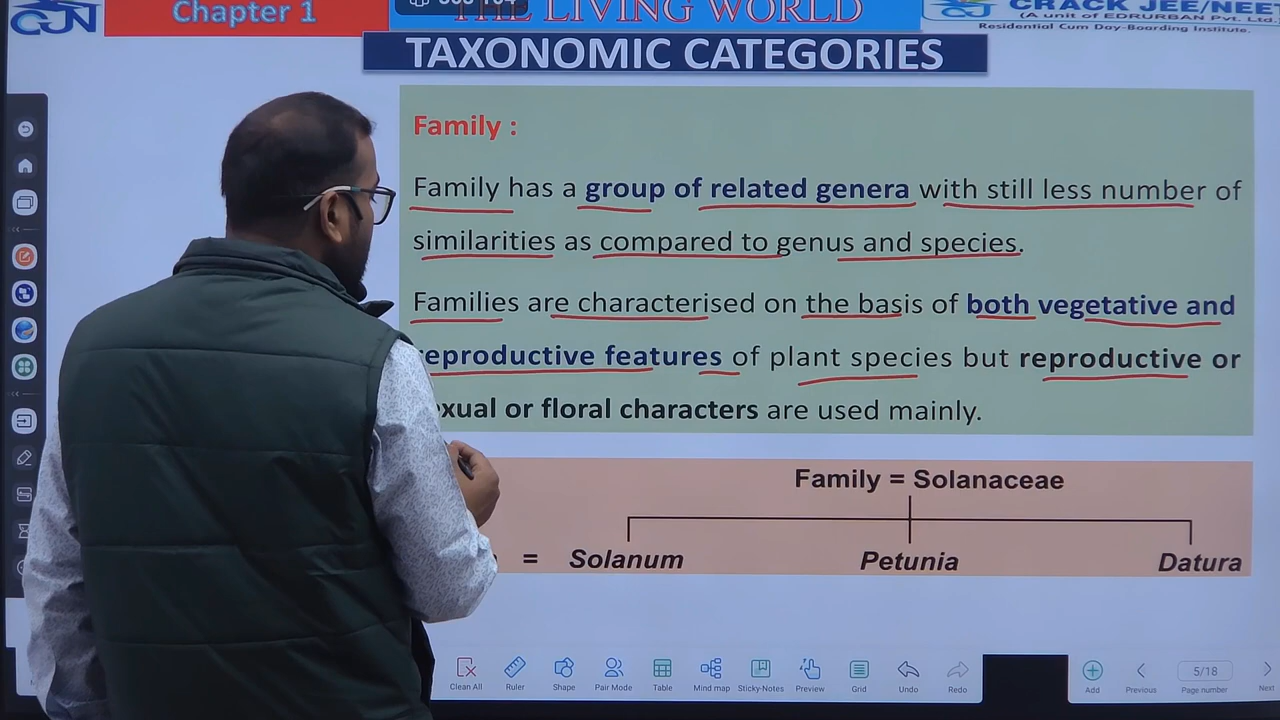 Chapter 1
THE LIVING WORLD
CRACK JEE/NEET
(A unit of EDRURBAN Pvt. Ltd.
Residential Cum Day-Boarding Institute.
TAXONOMIC CATEGORIES
Family :
Family has a group of related genera with still less number of
similarities as compared to genus and species.
Families are characterised on the basis of both vegetative and
reproductive features of plant species but reproductive or
exual or floral characters are used mainly.
Family = Solanaceae
= Solanum Petunia Datura
Clean All Ruler Shape Pair Mode Table Mind map Sticky-Notes Preview Grid Undo Redo
Add Previous 5/18 Page number Next